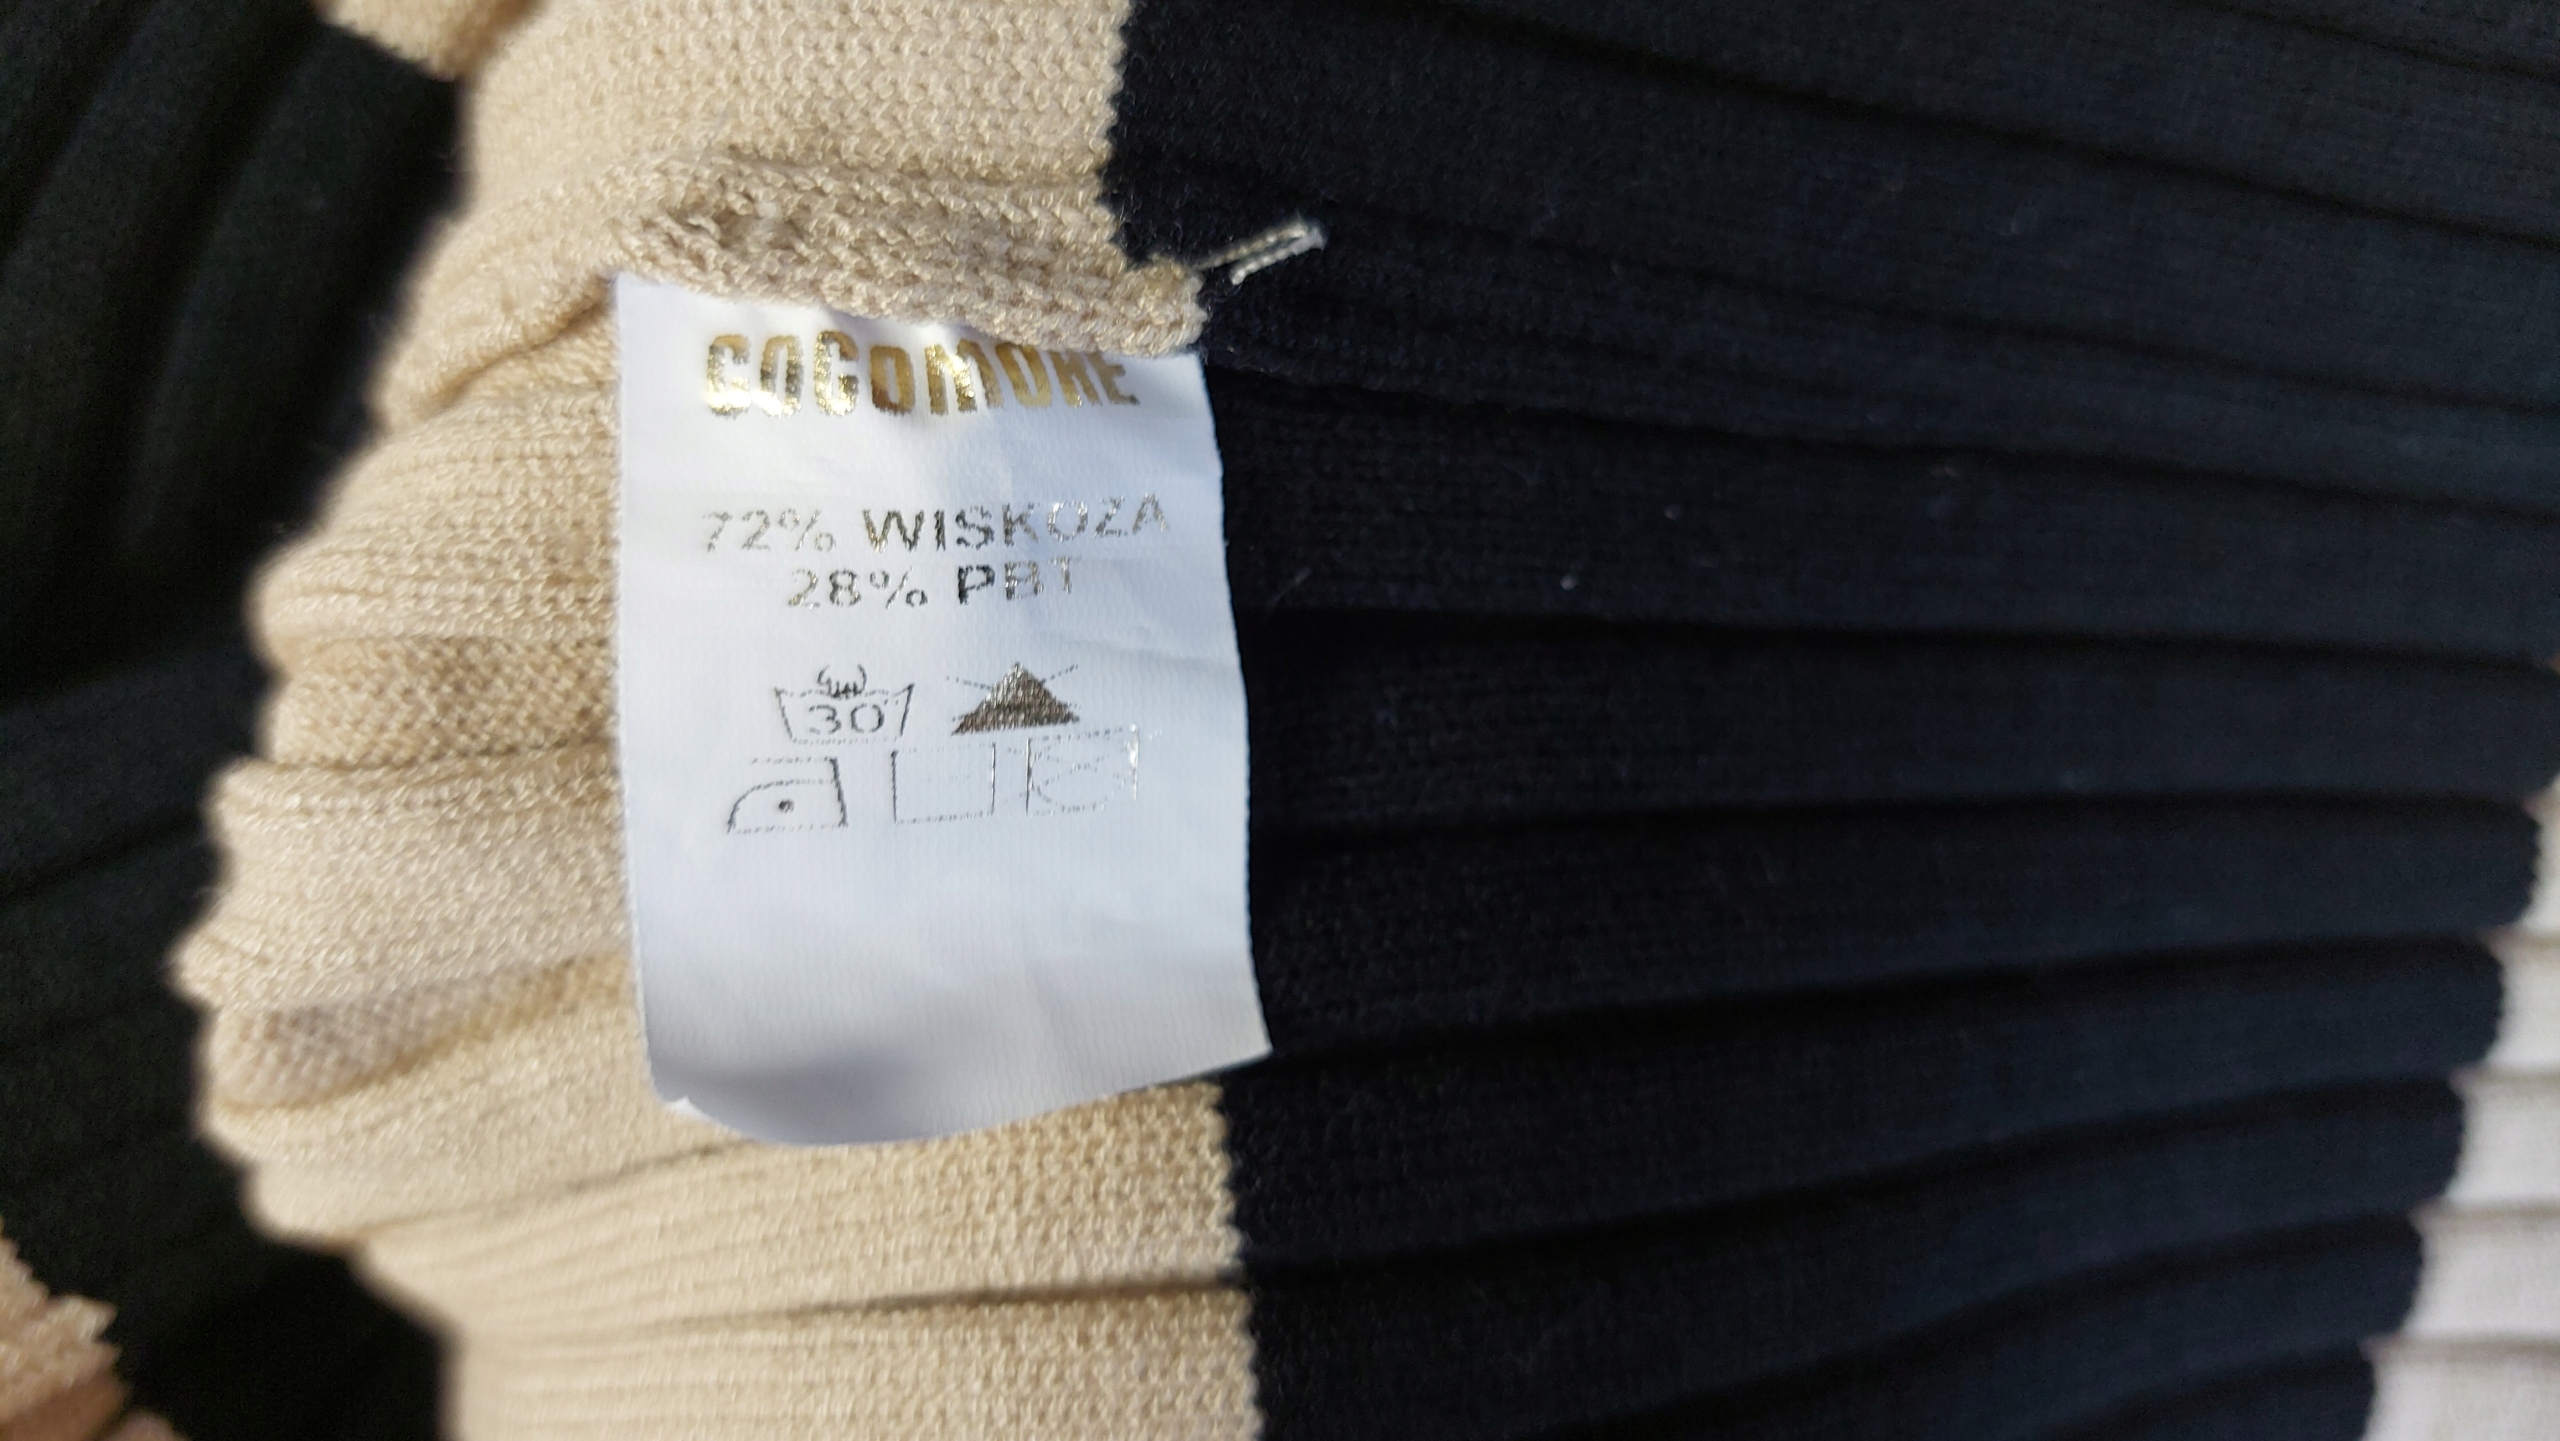 COCOMORE
72% WISKOZA
28% PBT
30